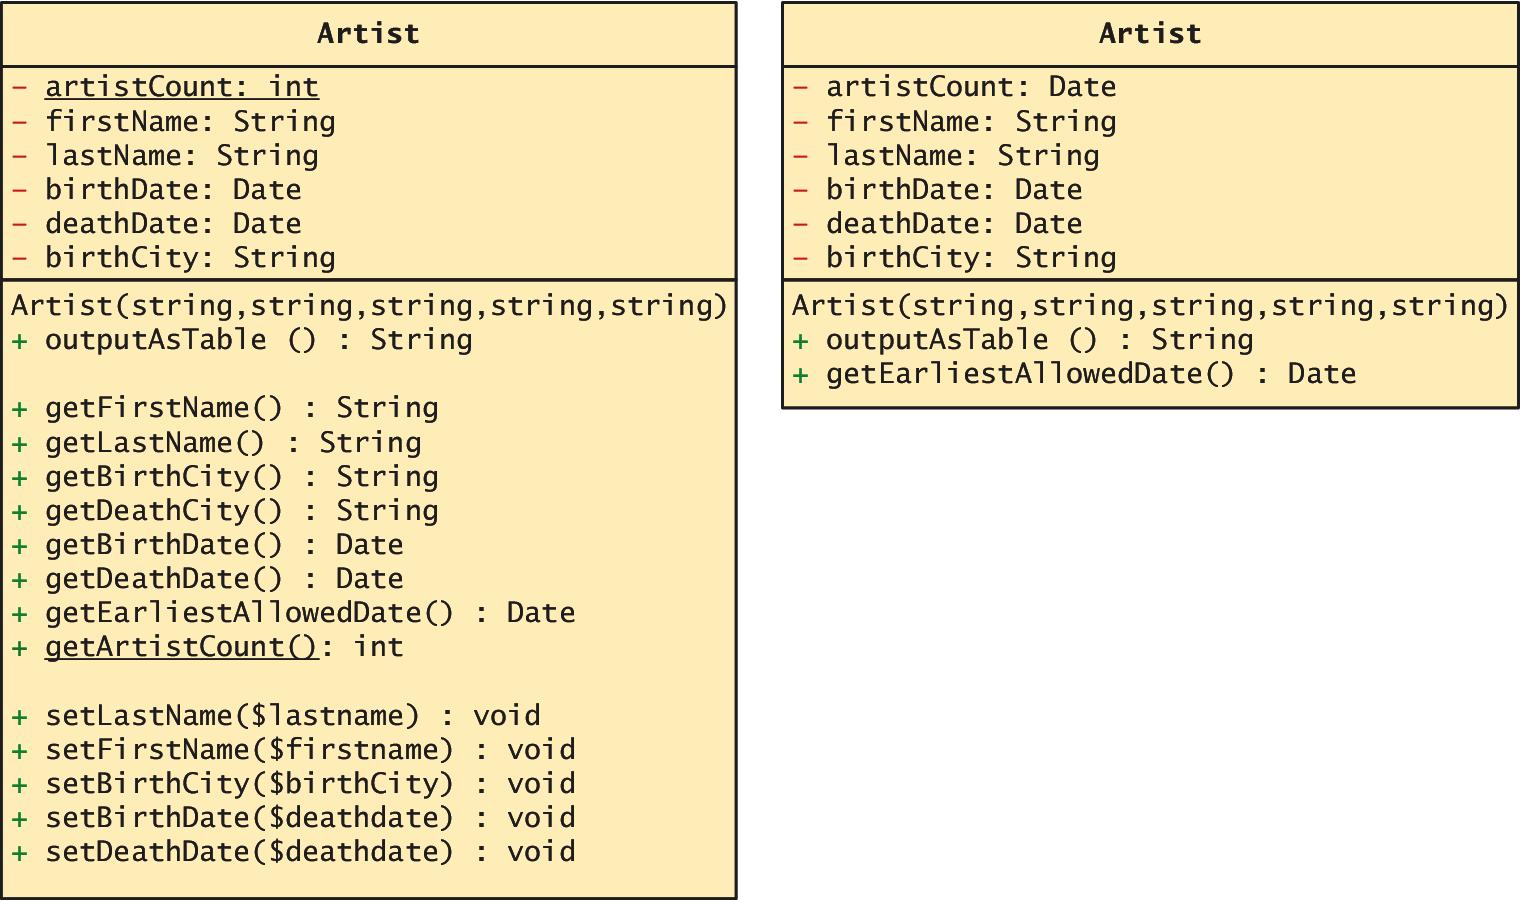 Artist
- artistCount: int
- firstName: String
- lastName: String
- birthDate: Date
- deathDate: Date
- birthCity: String
Artist(string,string,string,string,string)
+ outputAsTable () : String
+ getFirstName() : String
+ getLastName() : String
+ getBirthCity() : String
+ getDeathCity() : String
+ getBirthDate() : Date
+ getDeathDate() : Date
+ getEarliestAllowedDate() : Date
+ getArtistCount(): int
+ setLastName($lastname) : void
+ setFirstName($firstname) : void
+ setBirthCity($birthCity) : void
+ setBirthDate($deathdate) : void
+ setDeathDate($deathdate) : void
Artist
- artistCount: Date
- firstName: String
- lastName: String
- birthDate: Date
- deathDate: Date
- birthCity: String
Artist(string,string,string,string,string)
+ outputAsTable () : String
+ getEarliestAllowedDate() : Date